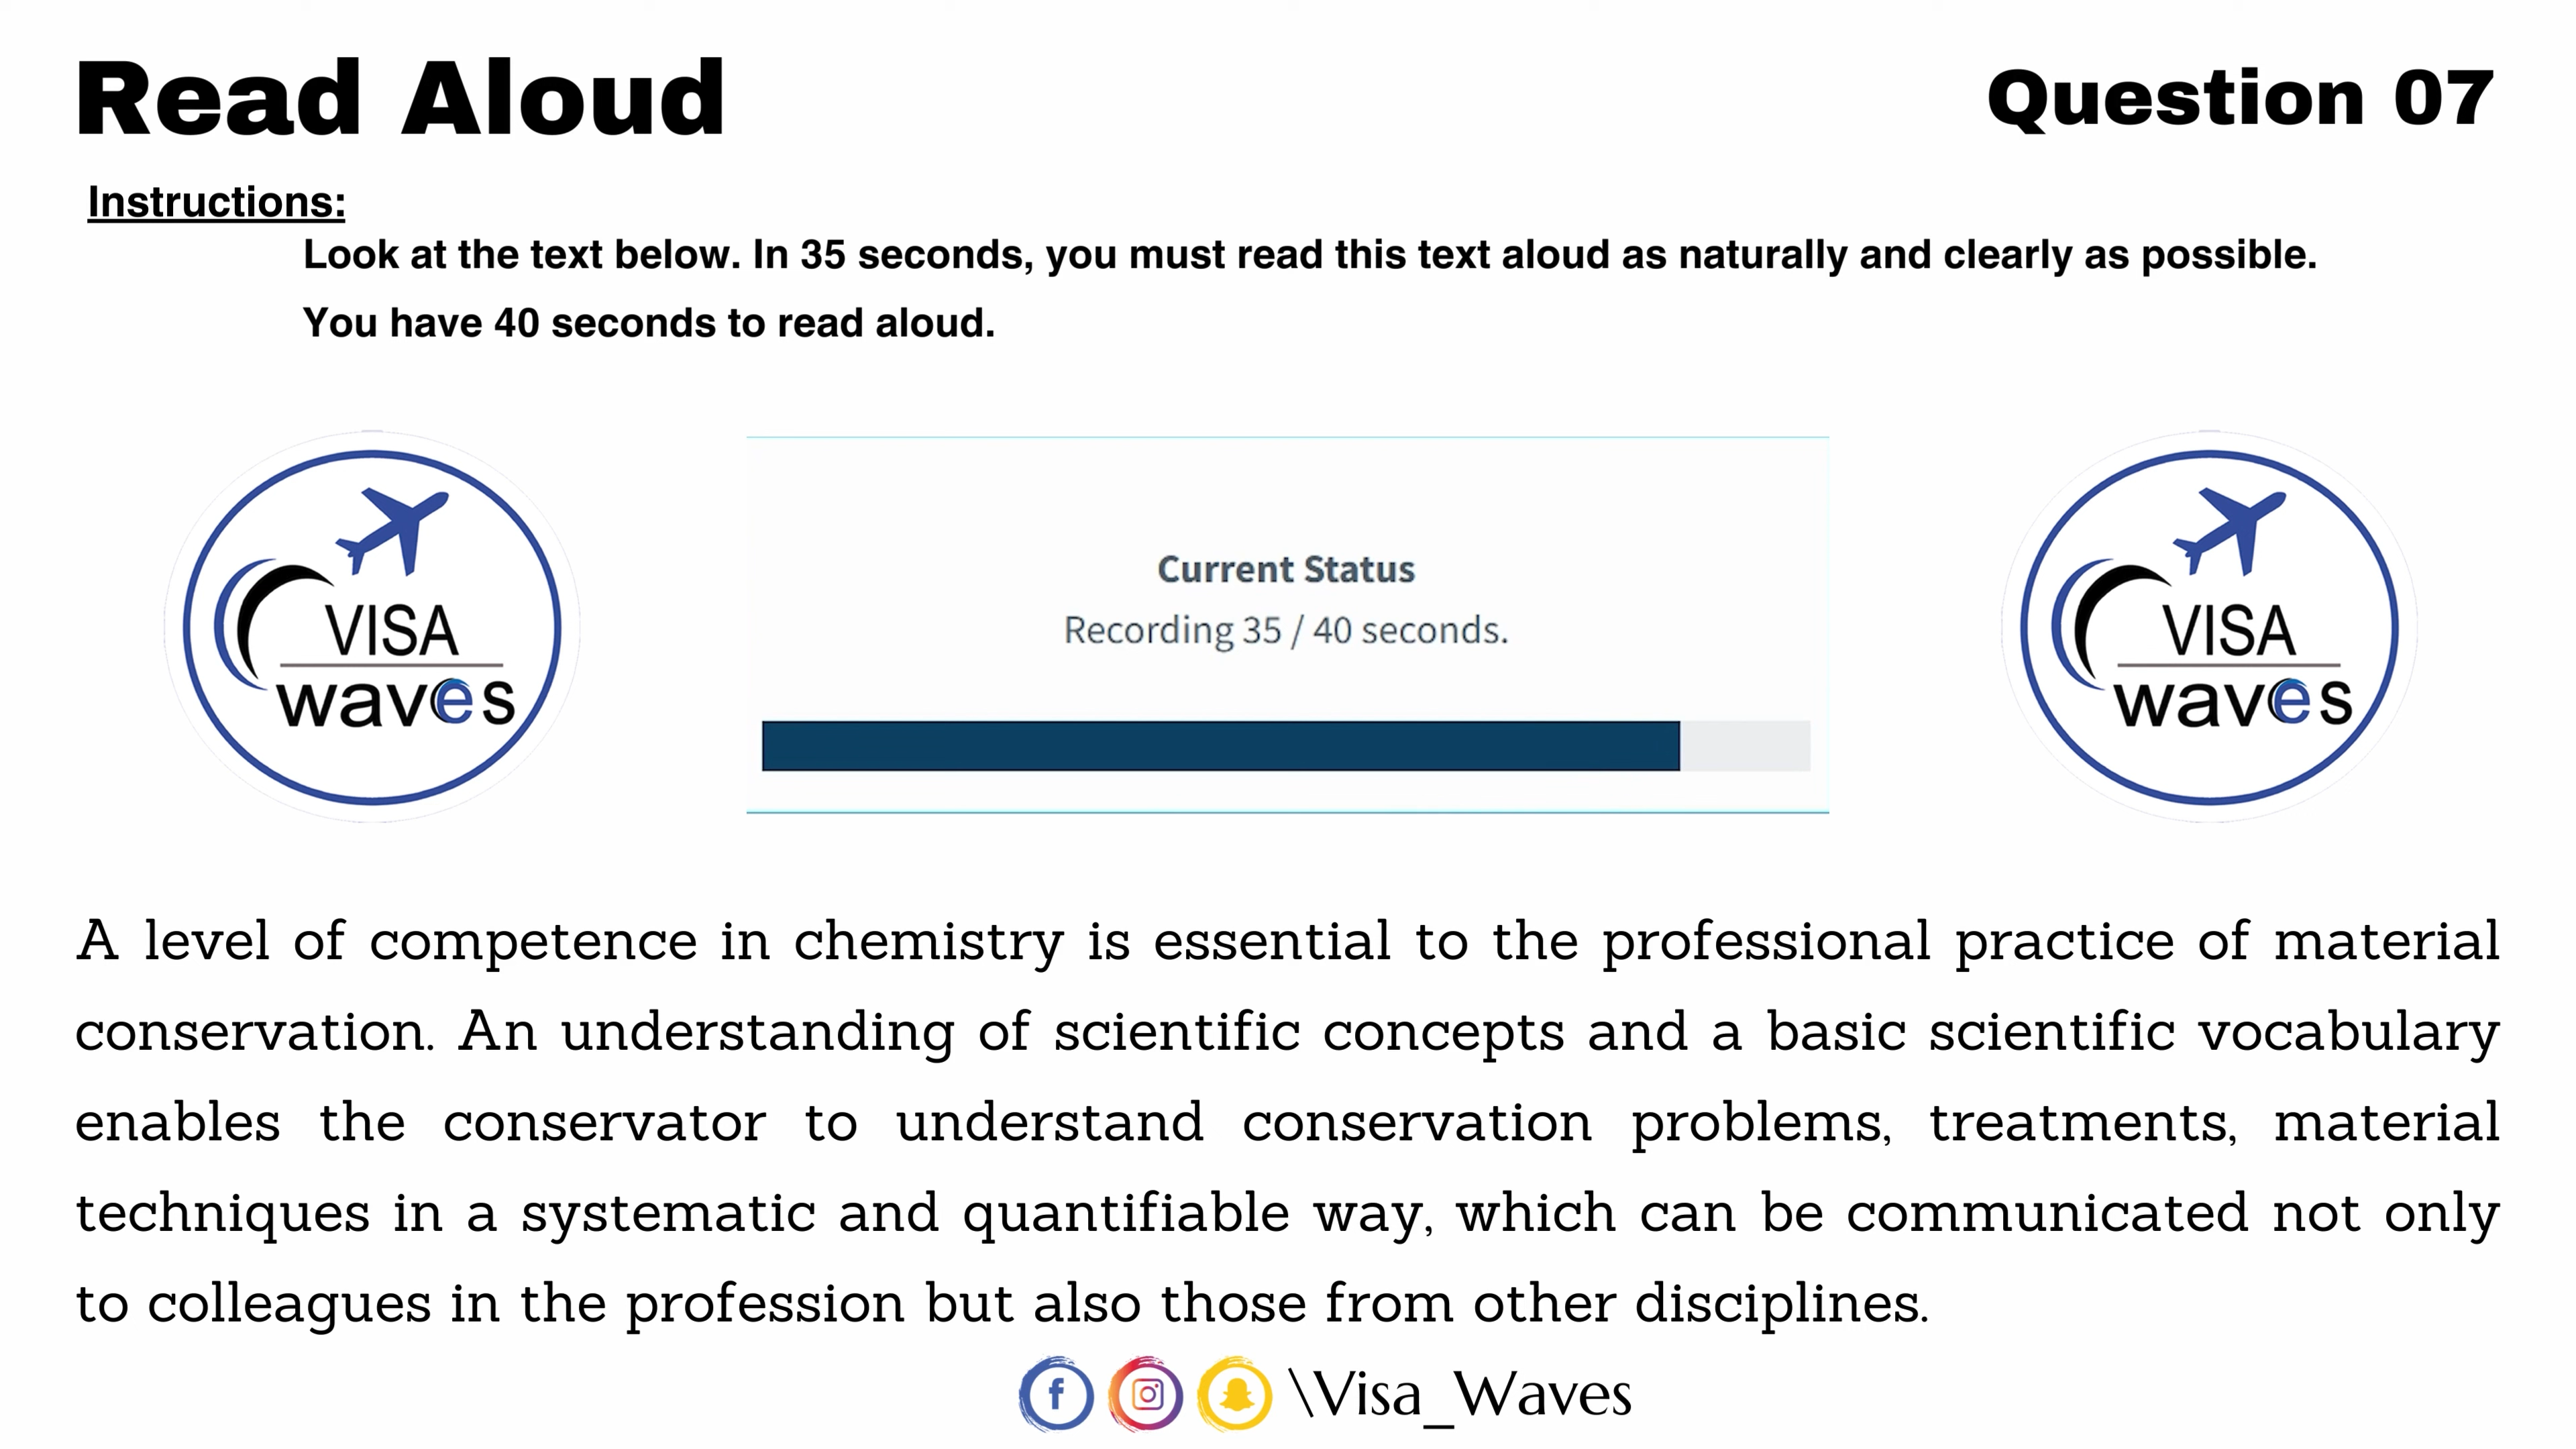 Read Aloud
Question 07
Instructions:
Look at the text below. In 35 seconds, you must read this text aloud as naturally and clearly as possible.
You have 40 seconds to read aloud.
VISA
waves
Current Status
Recording 35 / 40 seconds.
VISA
waves
A level of competence in chemistry is essential to the professional practice of material
conservation. An understanding of scientific concepts and a basic scientific vocabulary
enables the conservator to understand conservation problems, treatments, material
techniques in a systematic and quantifiable way, which can be communicated not only
to colleagues in the profession but also those from other disciplines.
\Visa_Waves